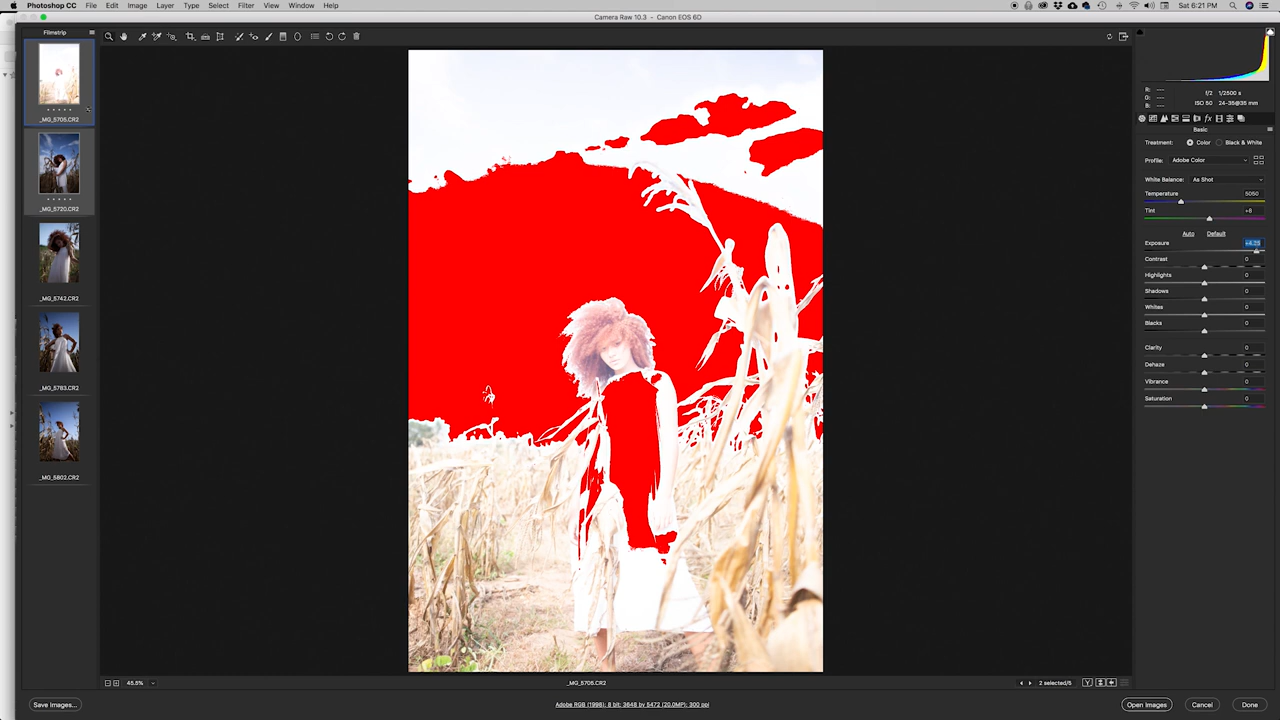 Photoshop CC File Edit Image Layer Type Select Filter View Window Help
Sat 6:21 PM
Camera Raw 10.3 - Canon EOS 6D
Filmstrip
_MG_5705.CR2
_MG_5720.CR2
_MG_5742.CR2
_MG_5783.CR2
_MG_5802.CR2
R: ---
G: ---
B: ---
f/2 1/2500 s
ISO 50 24-35@35 mm
Basic
Treatment: Color Black & White
Profile: Adobe Color
White Balance: As Shot
Temperature 5050
Tint +8
Auto Default
Exposure
Contrast 0
Highlights 0
Shadows 0
Whites 0
Blacks 0
Clarity 0
Dehaze 0
Vibrance 0
Saturation 0
45.5% _MG_5705.CR2 2 selected/5
Save Images... Adobe RGB (1998); 8 bit; 3648 by 5472 (20.0MP); 300 ppi Open Images Cancel Done